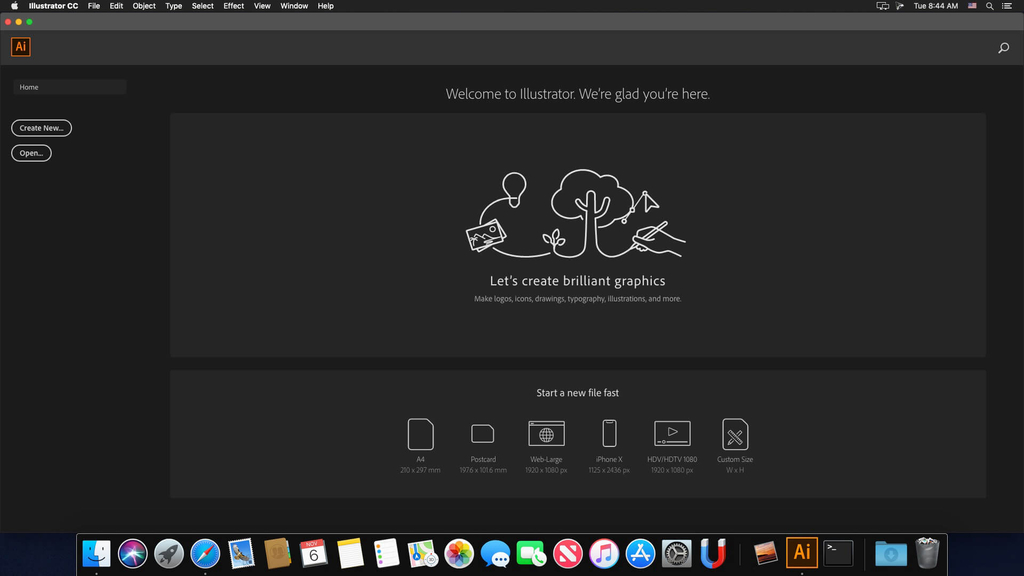 Illustrator CC File Edit Object Type Select Effect View Window Help Tue 8:44 AM
Ai
Home
Welcome to Illustrator. We're glad you're here.
Create New...
Open...
Let's create brilliant graphics
Make logos, icons, drawings, typography, illustrations, and more.
Start a new file fast
A4 Postcard Web-Large iPhone X HDV/HDTV 1080 Custom Size
210 x 297 mm 1976 x 101.6 mm 1920 x 1080 px 1125 x 2436 px 1920 x 1080 px W x H
NOV
6
Ai